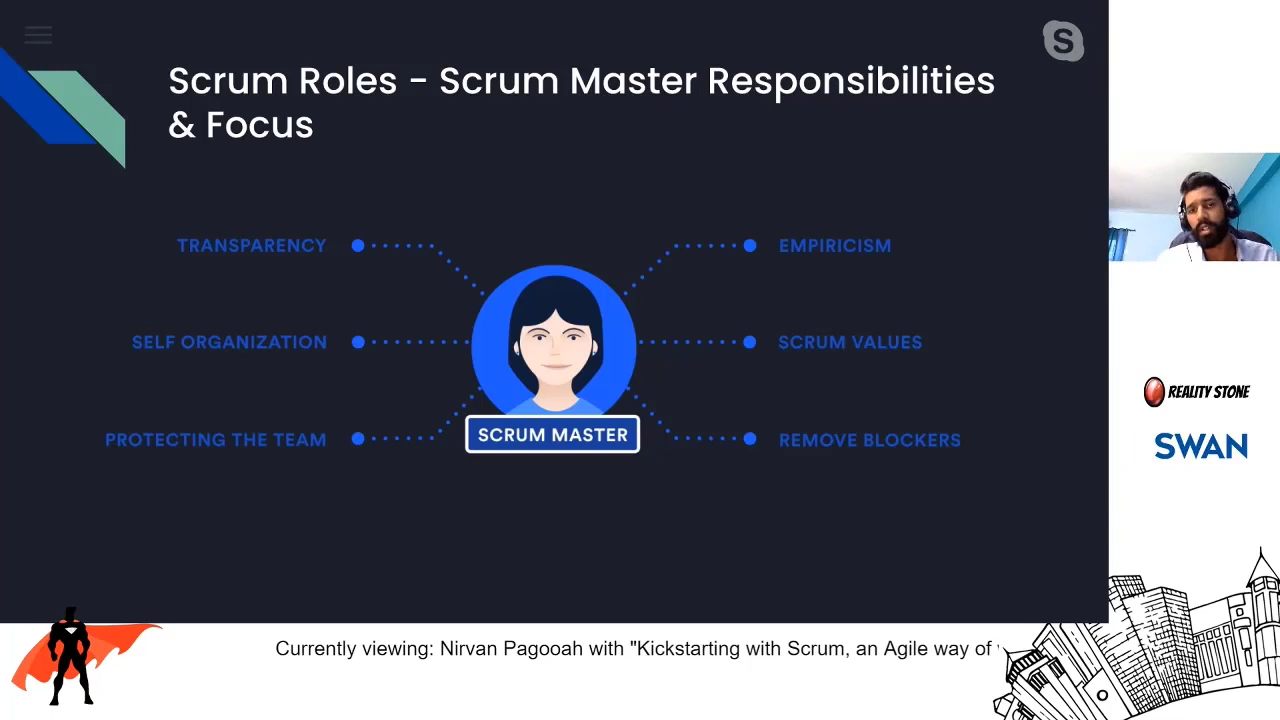 S
Scrum Roles - Scrum Master Responsibilities
& Focus
TRANSPARENCY
EMPIRICISM
SELF ORGANIZATION
SCRUM VALUES
PROTECTING THE TEAM
SCRUM MASTER
REMOVE BLOCKERS
REALITY STONE
SWAN
Currently viewing: Nirvan Pagooah with "Kickstarting with Scrum, an Agile way of